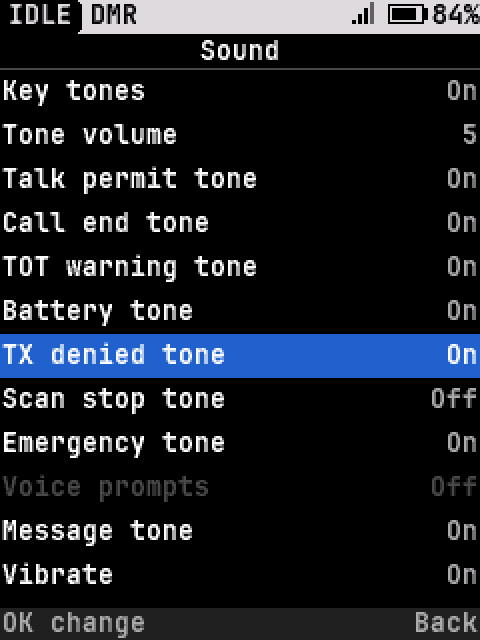 IDLE DMR 84%
Sound
Key tones On
Tone volume 5
Talk permit tone On
Call end tone On
TOT warning tone On
Battery tone On
TX denied tone On
Scan stop tone Off
Emergency tone On
Voice prompts Off
Message tone On
Vibrate On
OK change Back